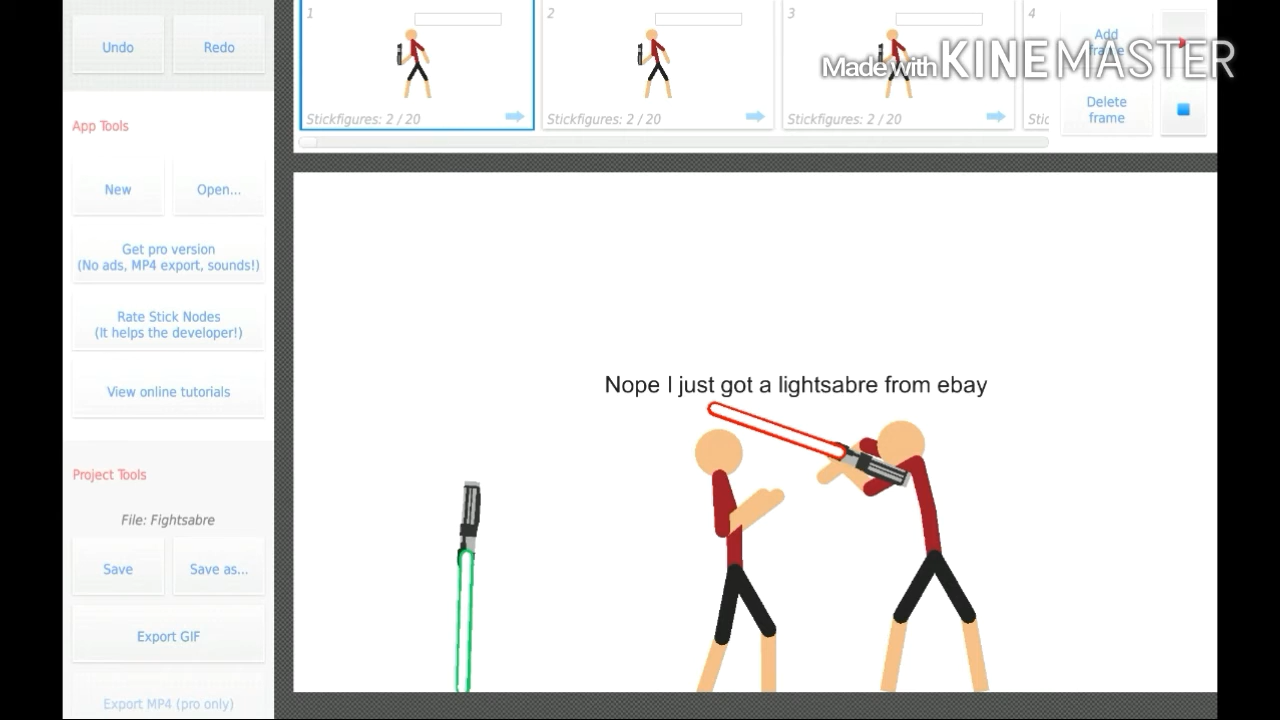 Undo
Redo
App Tools
New
Open...
Get pro version
(No ads, MP4 export, sounds!)
Rate Stick Nodes
(It helps the developer!)
View online tutorials
Project Tools
File: Fightsabre
Save
Save as...
Export GIF
Export MP4 (pro only)
1
Stickfigures: 2 / 20
2
Stickfigures: 2 / 20
3
Stickfigures: 2 / 20
4
Stic
Add
frame
Delete
frame
Made with KINEMASTER
Nope I just got a lightsabre from ebay